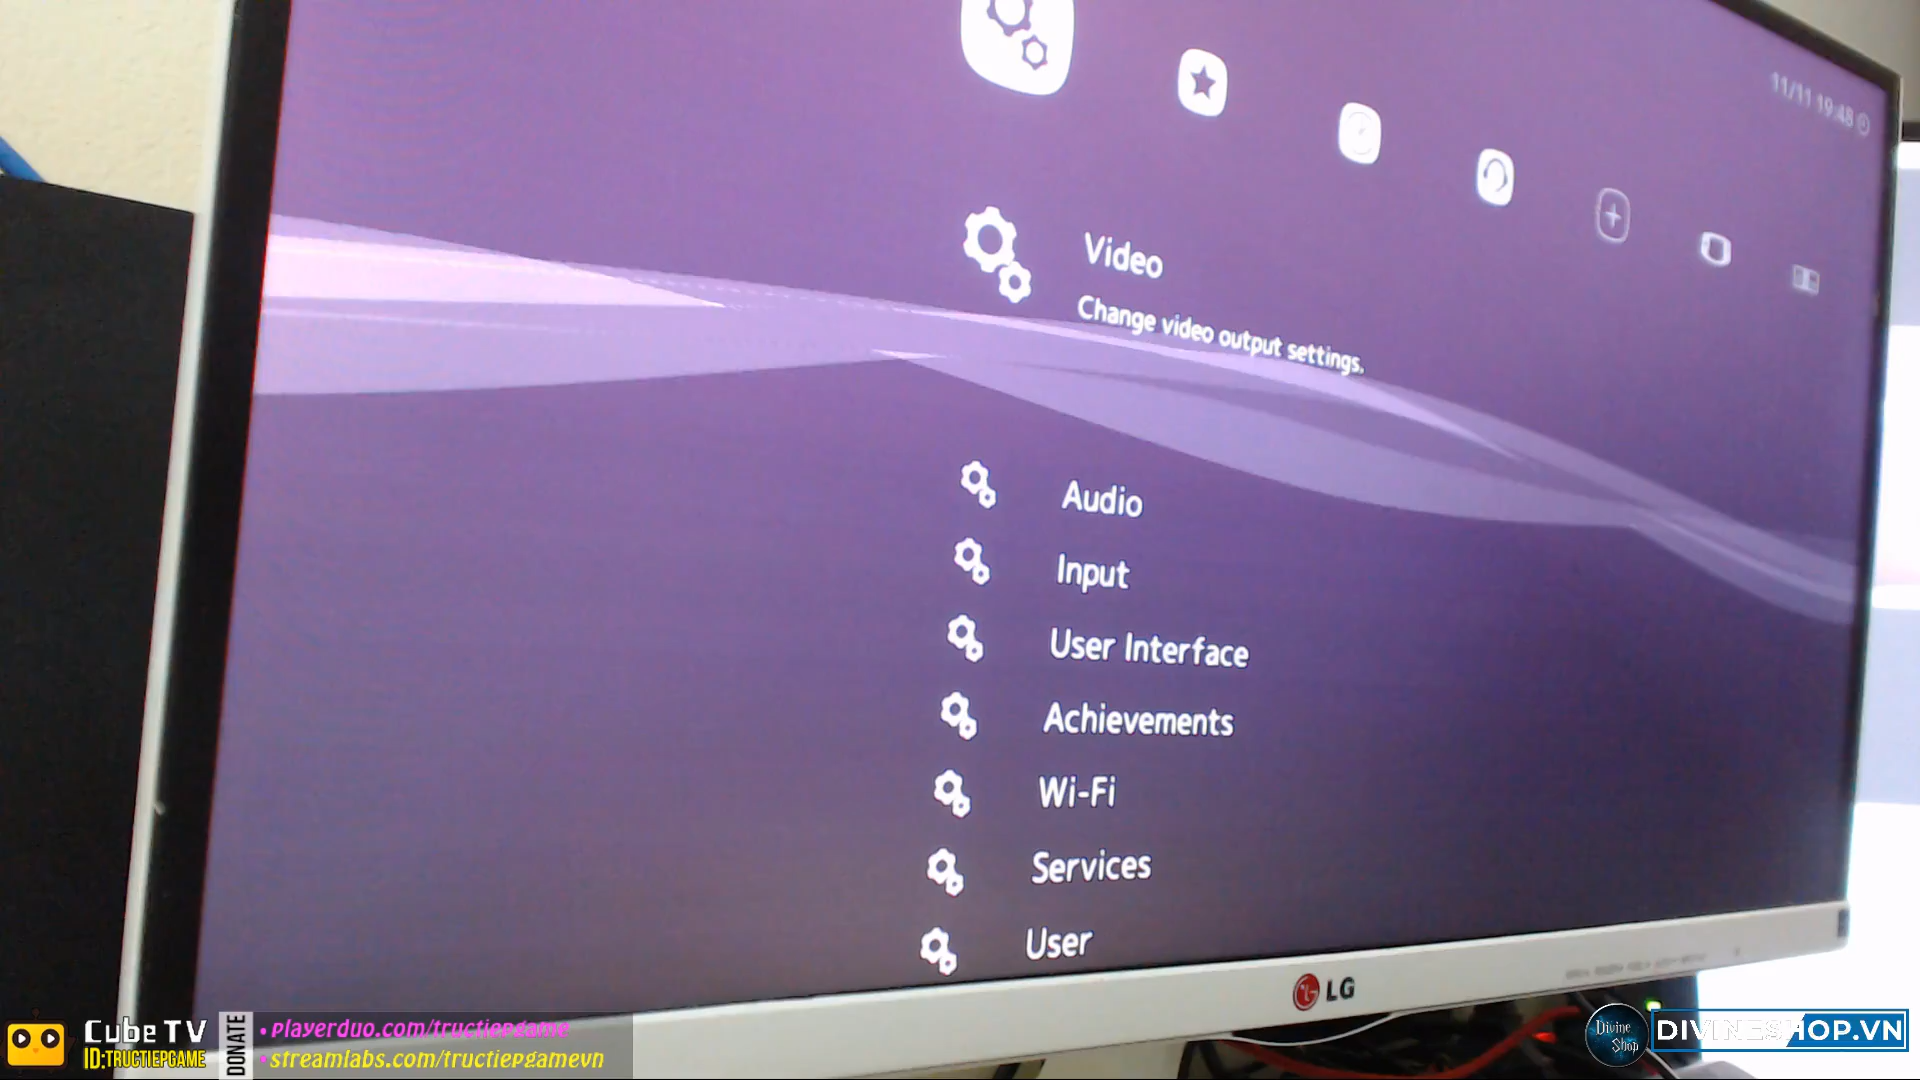 11/11 19:48
Video
Change video output settings.
Audio
Input
User Interface
Achievements
Wi-Fi
Services
User
LG
Cube TV
ID:TRUCTIEPGAME
DONATE
• playerduo.com/tructiepgame
• streamlabs.com/tructiepgamevn
Divine
Shop
DIVINESHOP.VN